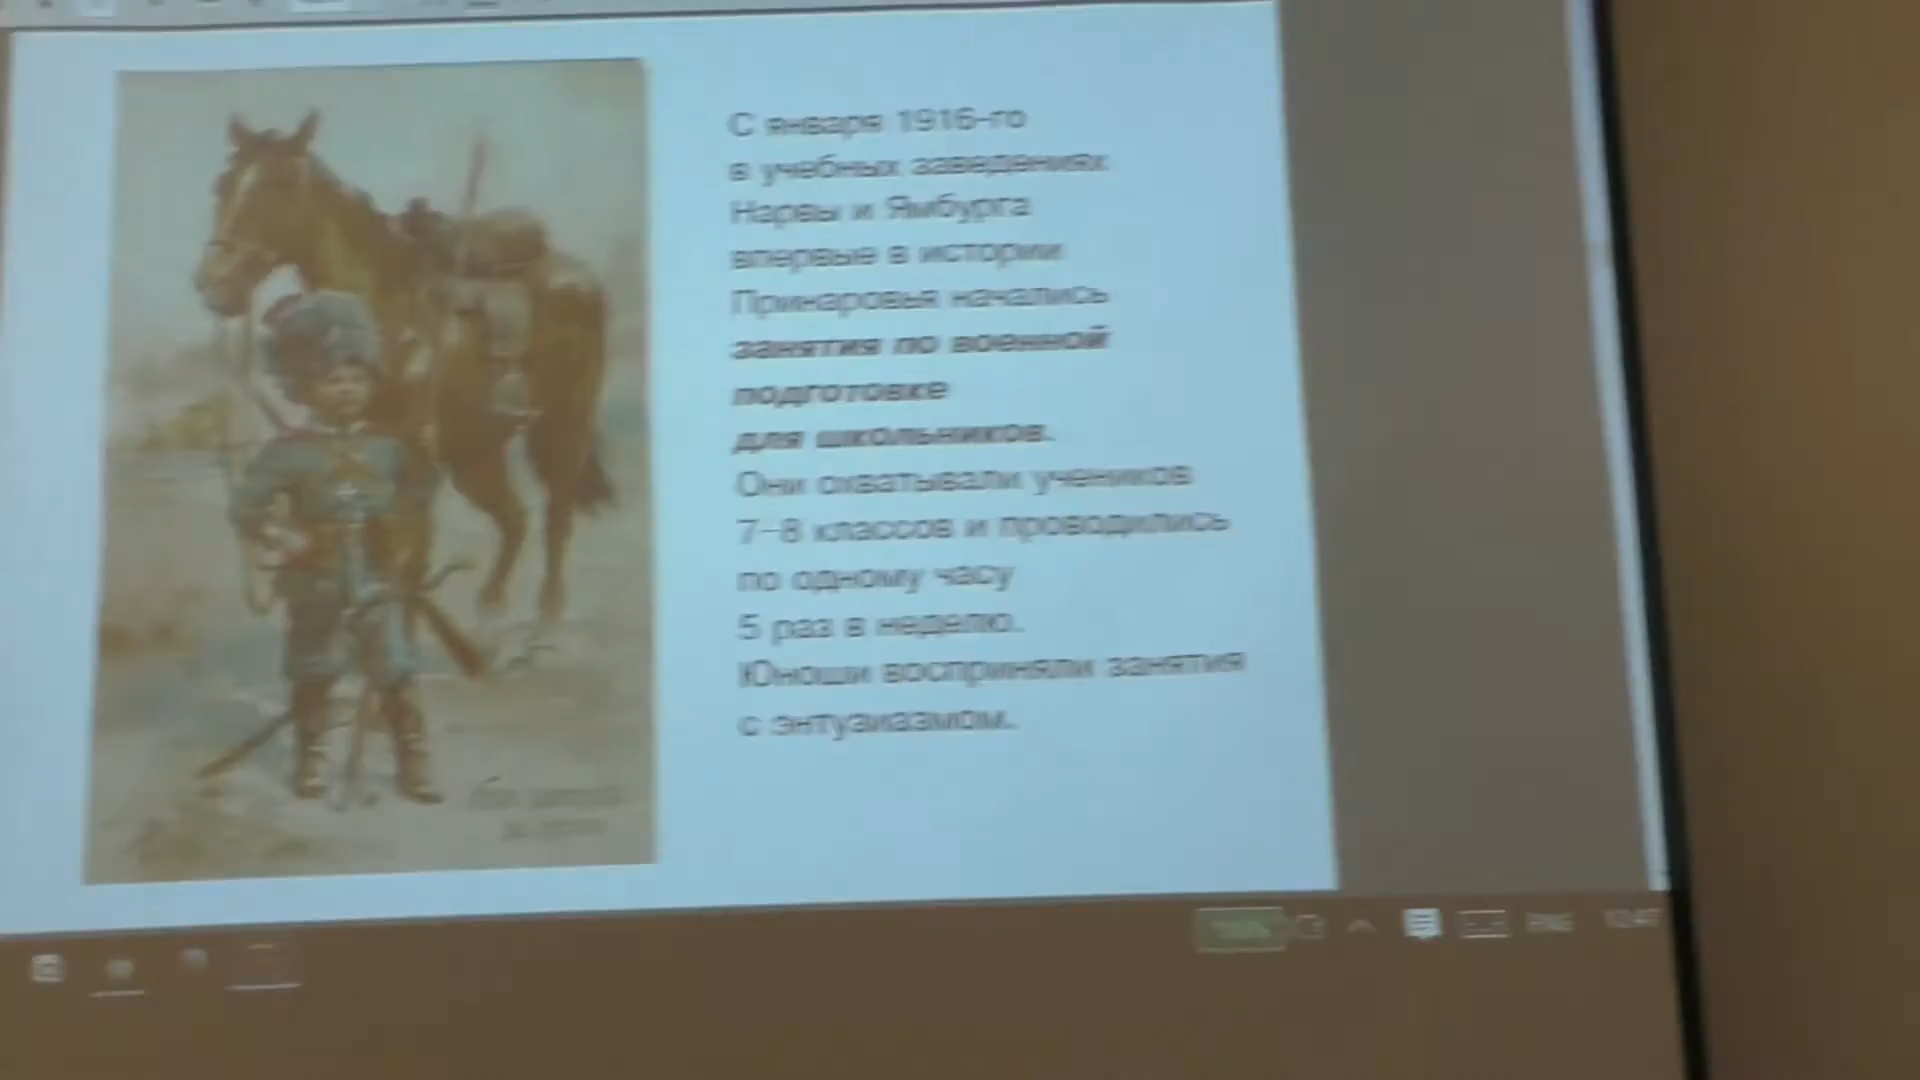 С января 1916-го
в учебных заведениях
Нарвы и Ямбурга
впервые в истории
Принаровья начались
занятия по военной
подготовке
для школьников.
Они охватывали учеников
7–8 классов и проводились
по одному часу
5 раз в неделю.
Юноши восприняли занятия
с энтузиазмом.
ENG